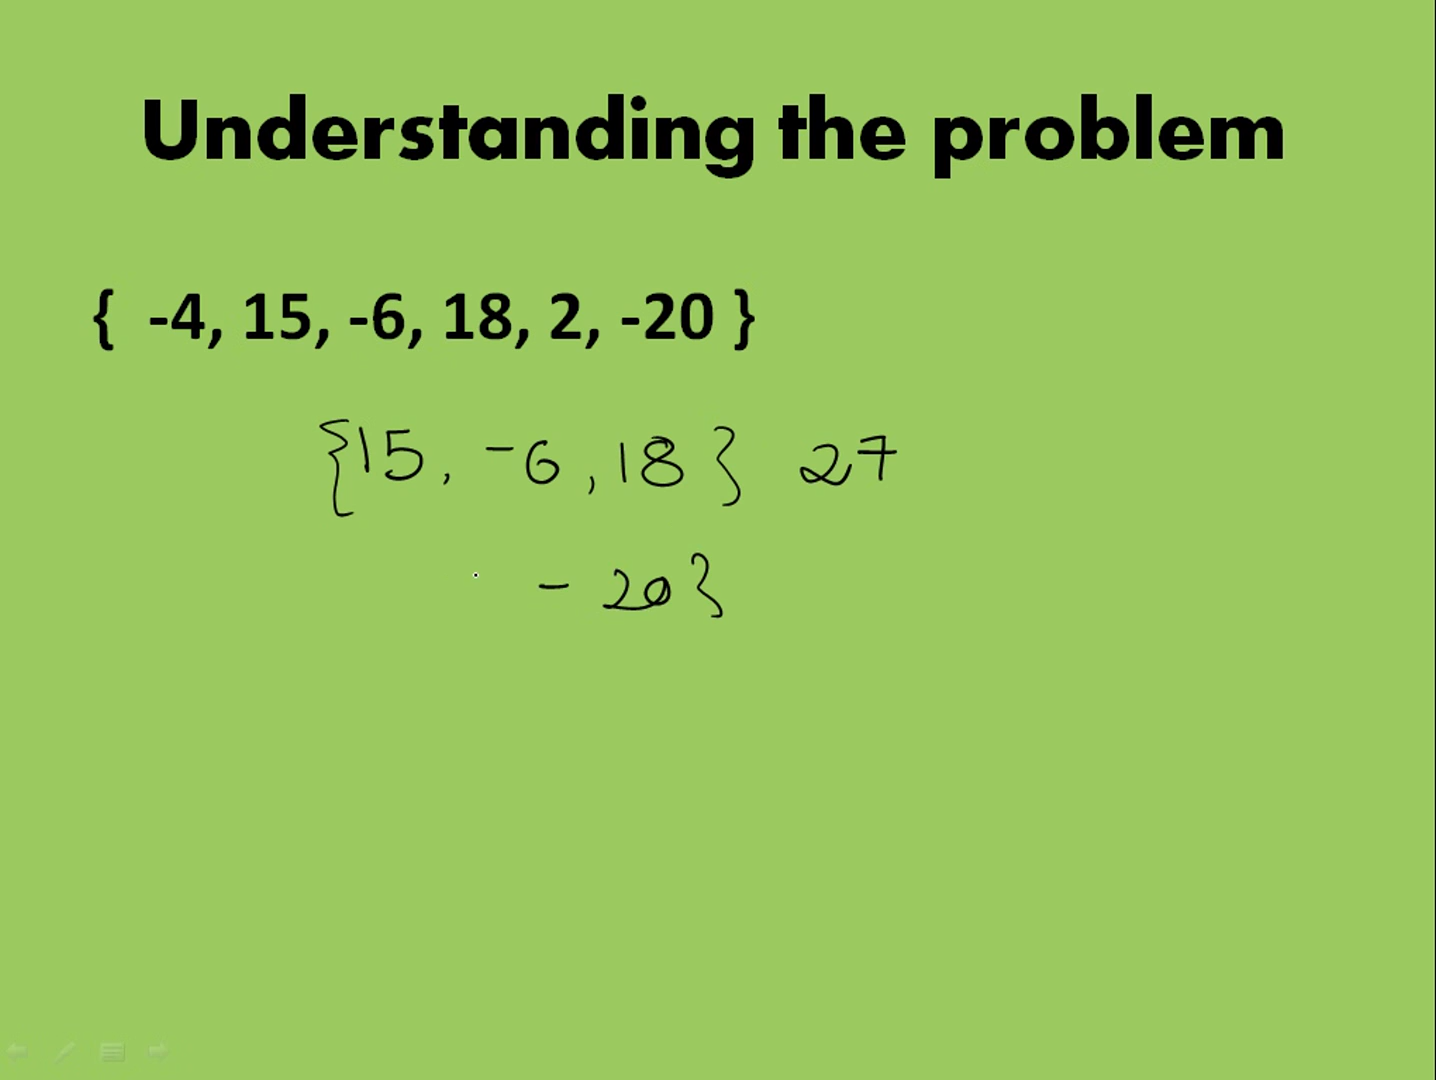 Understanding the problem
{ -4, 15, -6, 18, 2, -20 }
{15, -6, 18} 27
- 20}